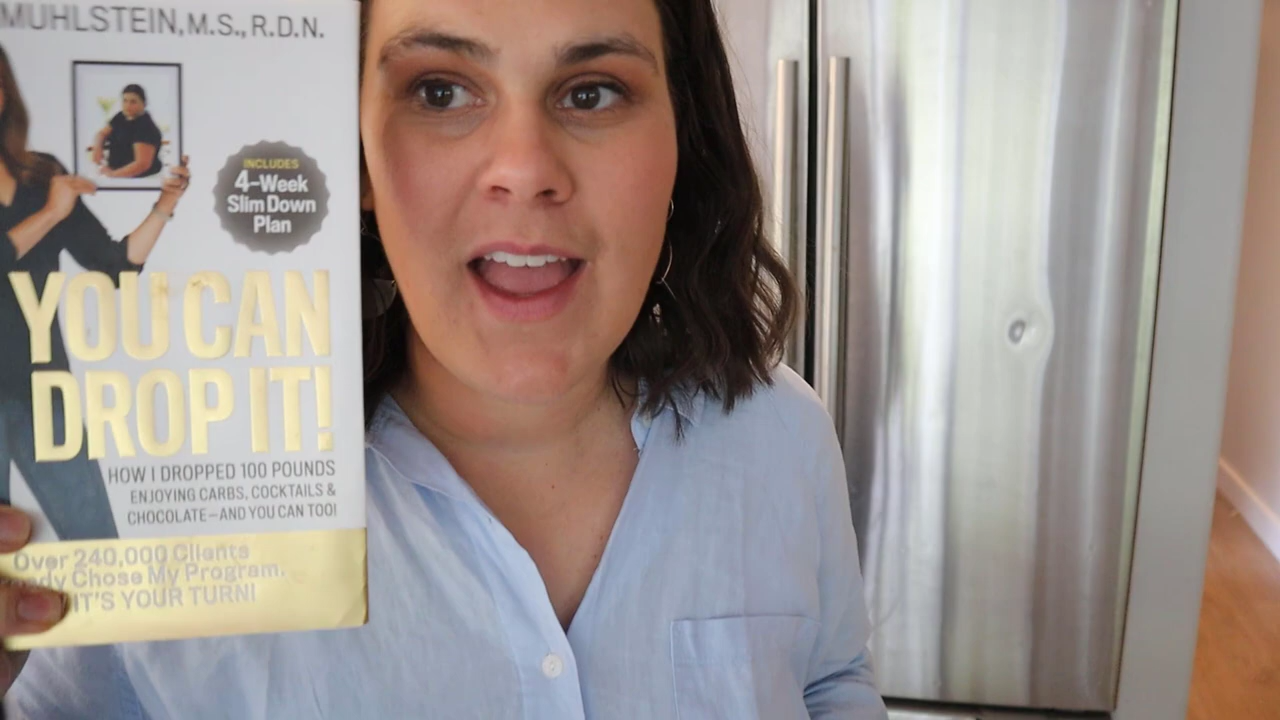 MUHLSTEIN, M.S., R.D.N.
INCLUDES
4-Week
Slim Down
Plan
YOU CAN
DROP IT!
HOW I DROPPED 100 POUNDS
ENJOYING CARBS, COCKTAILS &
CHOCOLATE—AND YOU CAN TOO!
Over 240,000 Clients
Chose My Program.
IT'S YOUR TURN!